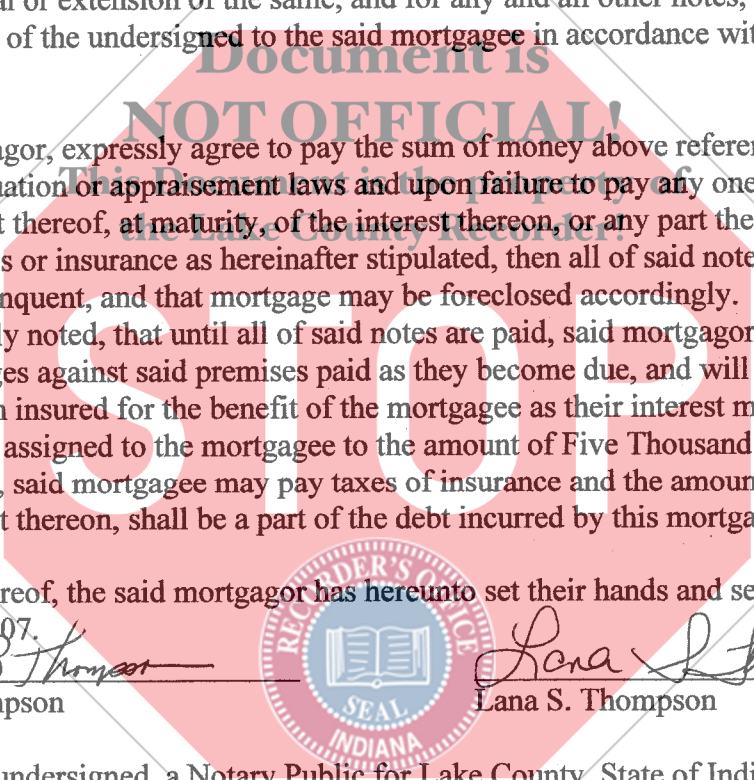 al or extension of the same, and for any and all other notes,
of the undersigned to the said mortgagee in accordance wit
Document is
NOT OFFICIAL!
agor, expressly agree to pay the sum of money above referen
This Document is the property of
nation or appraisement laws and upon failure to pay any one
t thereof, at maturity, of the interest thereon, or any part the
the Lake County Recorder!
s or insurance as hereinafter stipulated, then all of said note
nquent, and that mortgage may be foreclosed accordingly.
ly noted, that until all of said notes are paid, said mortgagor
ges against said premises paid as they become due, and will
STOP
n insured for the benefit of the mortgagee as their interest m
assigned to the mortgagee to the amount of Five Thousand
, said mortgagee may pay taxes of insurance and the amoun
t thereon, shall be a part of the debt incurred by this mortga
reof, the said mortgagor has hereunto set their hands and se
07.
Thompson
Lana S. Th
mpson
Lana S. Thompson
RECORDER'S OFFICE
SEAL
INDIANA
undersigned, a Notary Public for Lake County, State of Indi